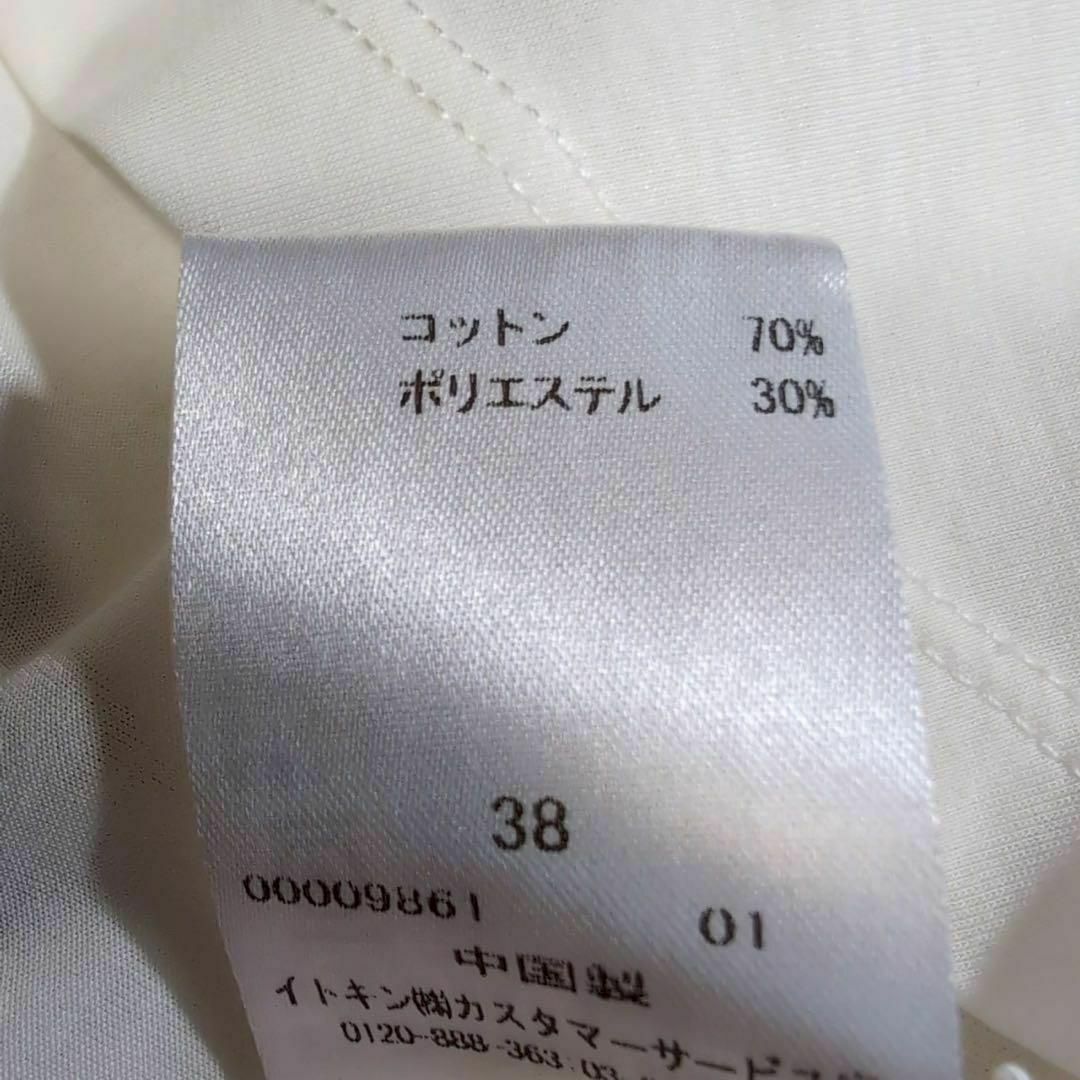 コットン 70%
ポリエステル 30%
38
00009861 01
中国製
イトキン㈱カスタマーサービス
0120-888-363 03